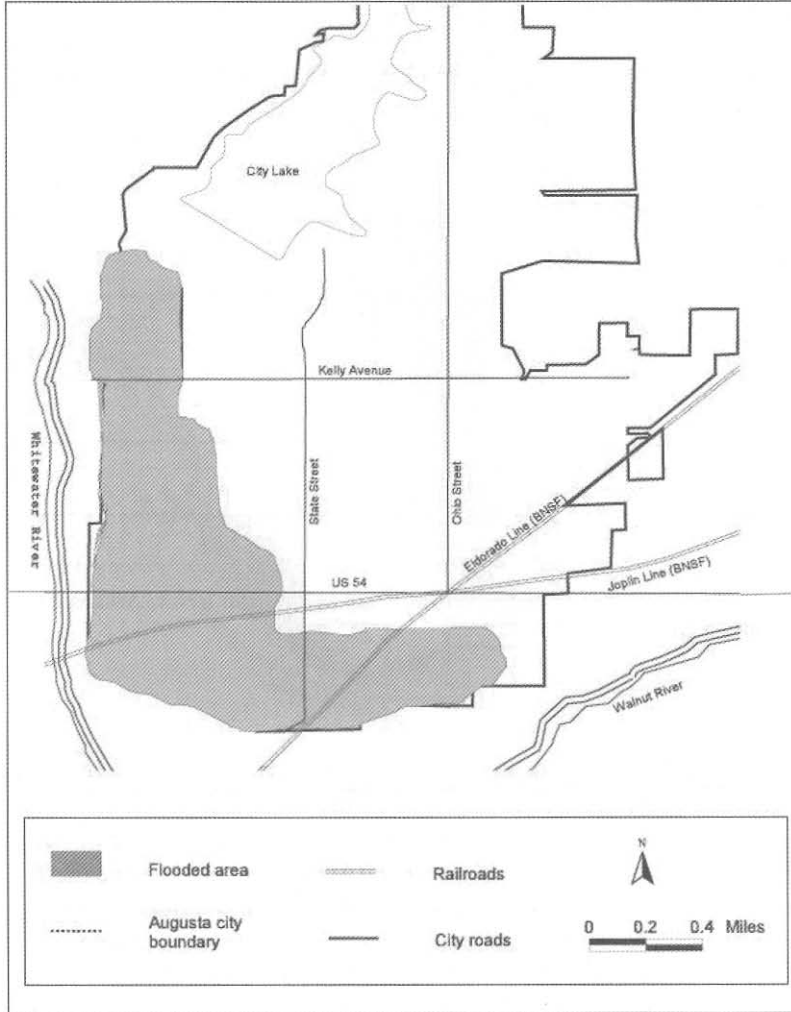 City Lake
Kelly Avenue
Whitewater River
State Street
Ohio Street
Eldorado Line (BNSF)
US 54
Joplin Line (BNSF)
Walnut River
Flooded area
Railroads
N
Augusta city
boundary
City roads
0 0.2 0.4 Miles